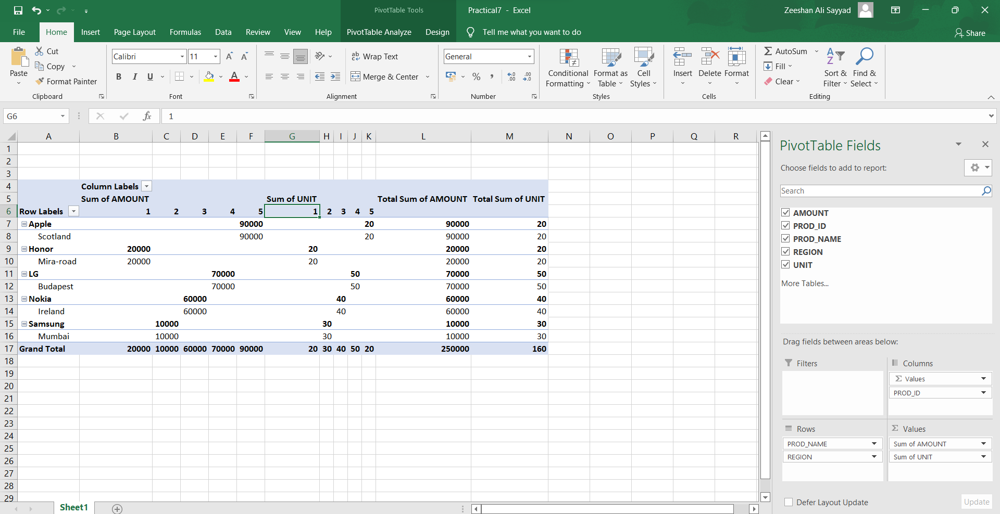 PivotTable Tools
Practical7 - Excel
Zeeshan Ali Sayyad
File Home Insert Page Layout Formulas Data Review View Help PivotTable Analyze Design Tell me what you want to do Share
Paste
Cut
Copy
Format Painter
Clipboard
Calibri 11 A A
B I U A
Font
ab Wrap Text
Merge & Center
Alignment
General
% , .0 .00 .00 .0
Number
Conditional Formatting
Format as Table
Cell Styles
Styles
Insert
Delete
Format
Cells
AutoSum
Fill
Clear
A Z
Sort & Filter
Find & Select
Editing
G6 fx 1
A B C D E F G H I J K L M N O P Q R
1
2
3
4 Column Labels
5 Sum of AMOUNT Sum of UNIT Total Sum of AMOUNT Total Sum of UNIT
6 Row Labels 1 2 3 4 5 1 2 3 4 5
7 Apple 90000 20 90000 20
8 Scotland 90000 20 90000 20
9 Honor 20000 20 20000 20
10 Mira-road 20000 20 20000 20
11 LG 70000 50 70000 50
12 Budapest 70000 50 70000 50
13 Nokia 60000 40 60000 40
14 Ireland 60000 40 60000 40
15 Samsung 10000 30 10000 30
16 Mumbai 10000 30 10000 30
17 Grand Total 20000 10000 60000 70000 90000 20 30 40 50 20 250000 160
18
19
20
21
22
23
24
25
26
27
28
29
Sheet1
PivotTable Fields
Choose fields to add to report:
Search
AMOUNT
PROD_ID
PROD_NAME
REGION
UNIT
More Tables...
Drag fields between areas below:
Filters
Columns
Σ Values
PROD_ID
Rows
PROD_NAME
REGION
Σ Values
Sum of AMOUNT
Sum of UNIT
Defer Layout Update
Update